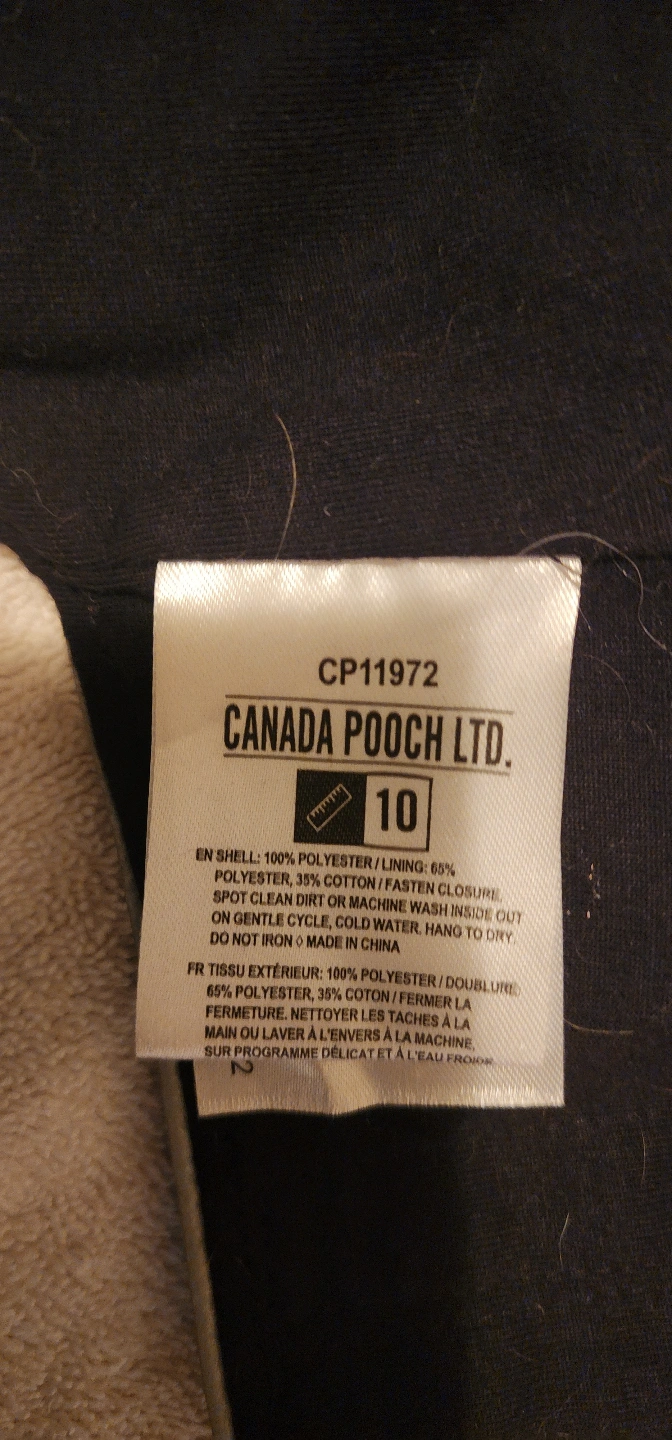 CP11972
CANADA POOCH LTD.
10
EN SHELL: 100% POLYESTER / LINING: 65%
POLYESTER, 35% COTTON / FASTEN CLOSURE,
SPOT CLEAN DIRT OR MACHINE WASH INSIDE OUT
ON GENTLE CYCLE, COLD WATER, HANG TO DRY.
DO NOT IRON ◊ MADE IN CHINA
FR TISSU EXTÉRIEUR: 100% POLYESTER / DOUBLURE:
65% POLYESTER, 35% COTON / FERMER LA
FERMETURE. NETTOYER LES TACHES À LA
MAIN OU LAVER À L'ENVERS À LA MACHINE,
SUR PROGRAMME DÉLICAT ET À L'EAU FROIDE
2